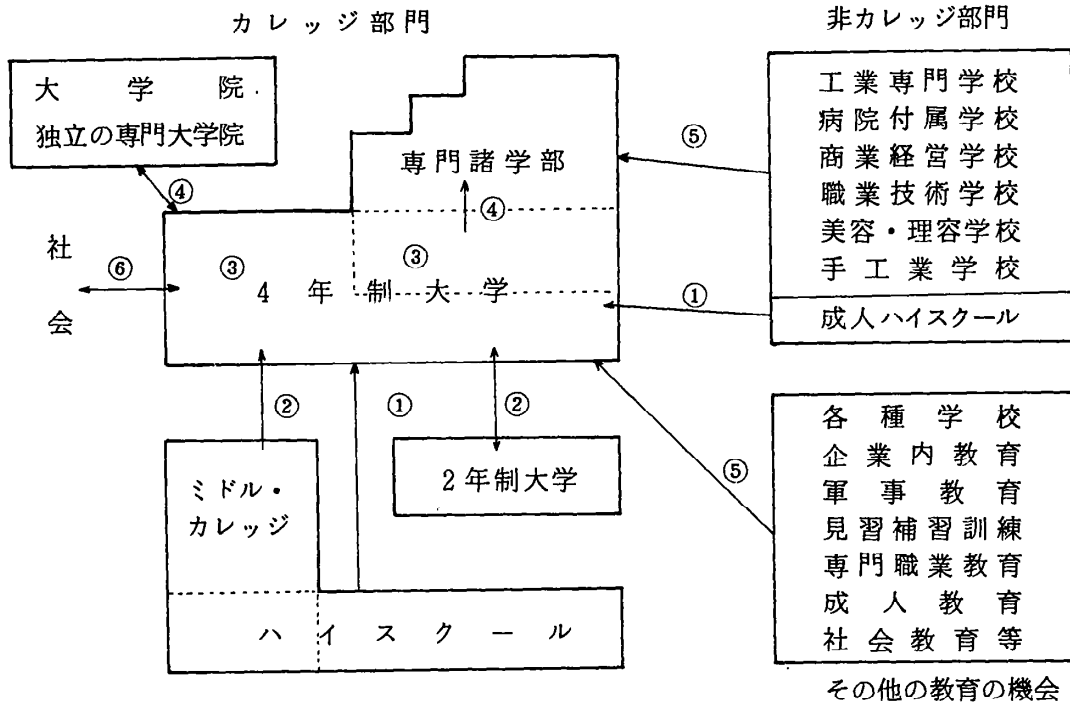 カレッジ部門
非カレッジ部門
大学院
独立の専門大学院
専門諸学部
④
④
社会
⑥
③
③
4年制大学
⑤
①
工業専門学校
病院付属学校
商業経営学校
職業技術学校
美容・理容学校
手工業学校
成人ハイスクール
②
①
②
⑤
ミドル・
カレッジ
2年制大学
ハイスクール
各種学校
企業内教育
軍事教育
見習補習訓練
専門職業教育
成人教育
社会教育等
その他の教育の機会